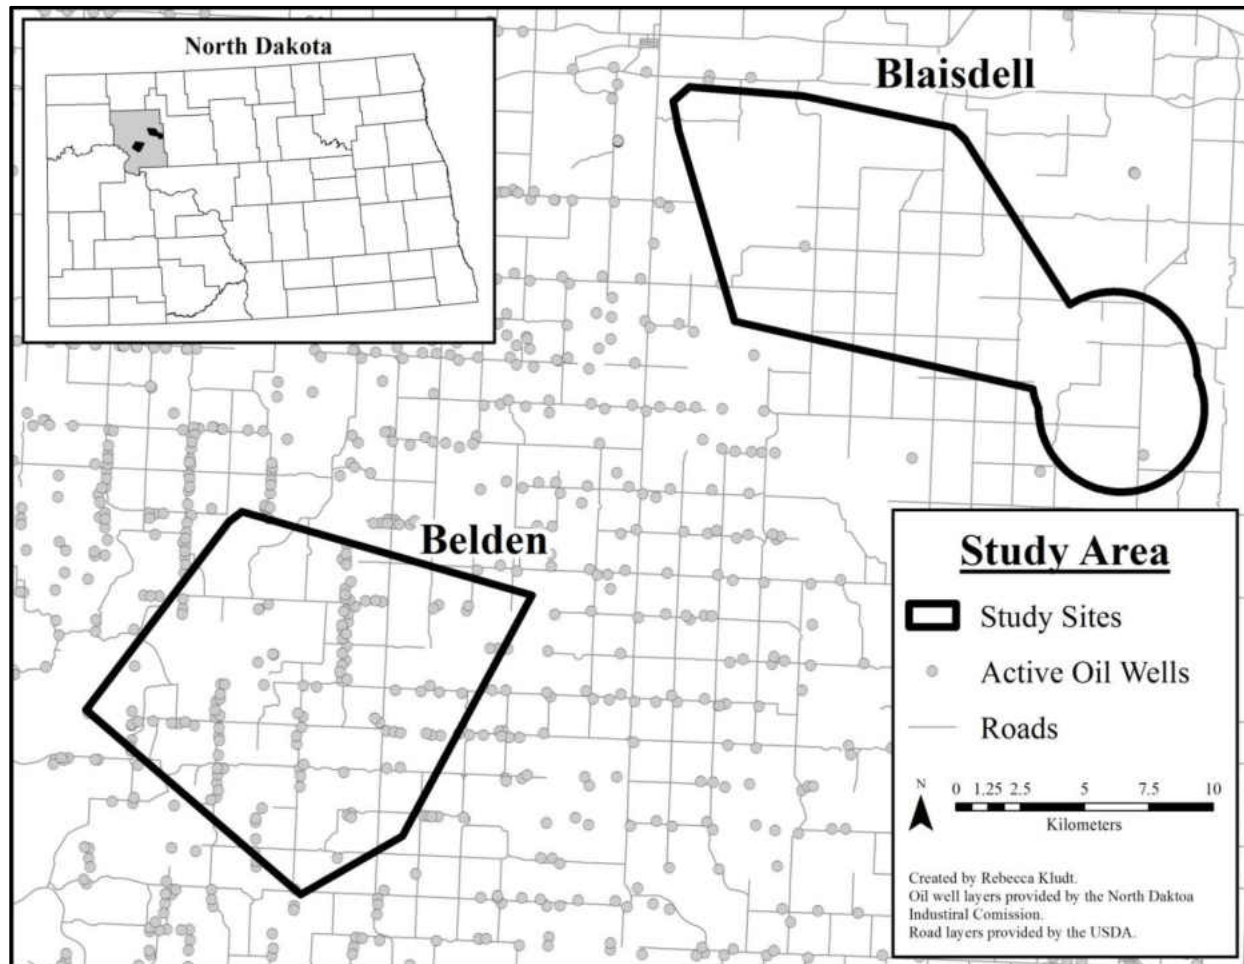 North Dakota
Blaisdell
Belden
Study Area
Study Sites
Active Oil Wells
Roads
N
0 1.25 2.5 5 7.5 10
Kilometers
Created by Rebecca Kludt.
Oil well layers provided by the North Daktoa
Industiral Comission.
Road layers provided by the USDA.